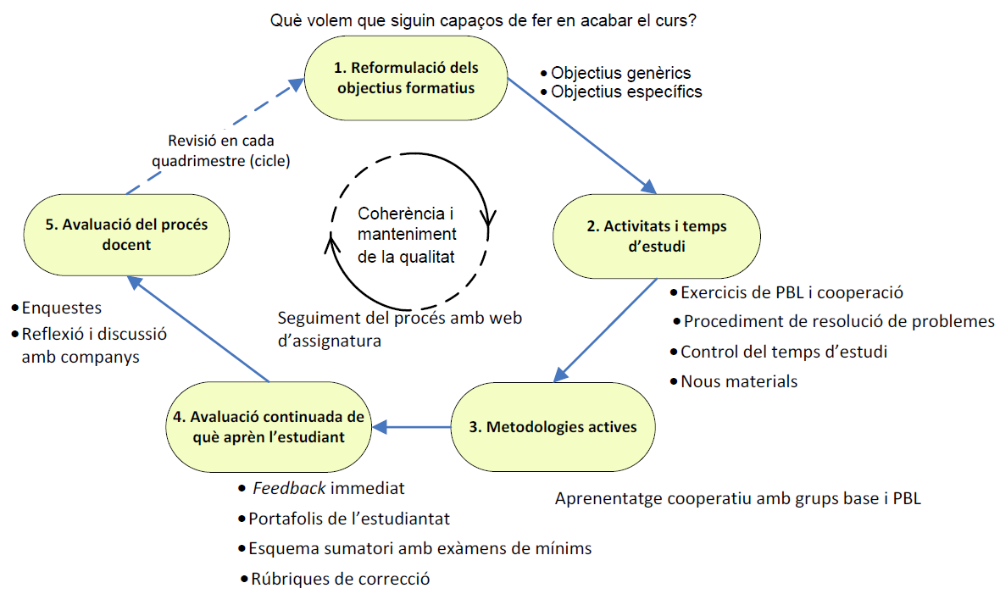 Què volem que siguin capaços de fer en acabar el curs?
1. Reformulació dels
objectius formatius
• Objectius genèrics
• Objectius específics
Revisió en cada
quadrimestre (cicle)
Coherència i
manteniment
de la qualitat
5. Avaluació del procés
docent
2. Activitats i temps
d’estudi
• Exercicis de PBL i cooperació
• Procediment de resolució de problemes
• Control del temps d’estudi
• Nous materials
• Enquestes
• Reflexió i discussió
amb companys
Seguiment del procés amb web
d’assignatura
4. Avaluació continuada de
què aprèn l’estudiant
3. Metodologies actives
• Feedback immediat
• Portafolis de l’estudiantat
• Esquema sumatori amb exàmens de mínims
• Rúbriques de correcció
Aprenentatge cooperatiu amb grups base i PBL